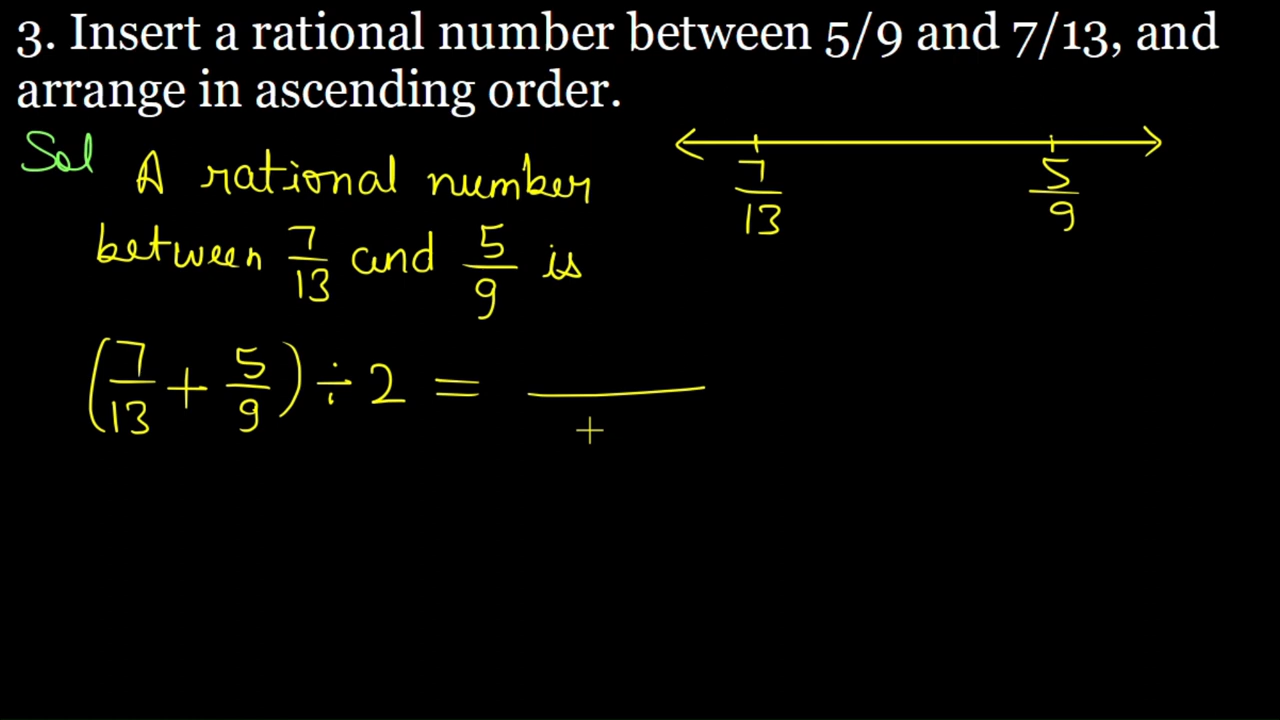 3. Insert a rational number between 5/9 and 7/13, and
arrange in ascending order.
Sol A rational number
between 7/13 and 5/9 is
(7/13 + 5/9) ÷ 2 = ———
+
7/13 5/9